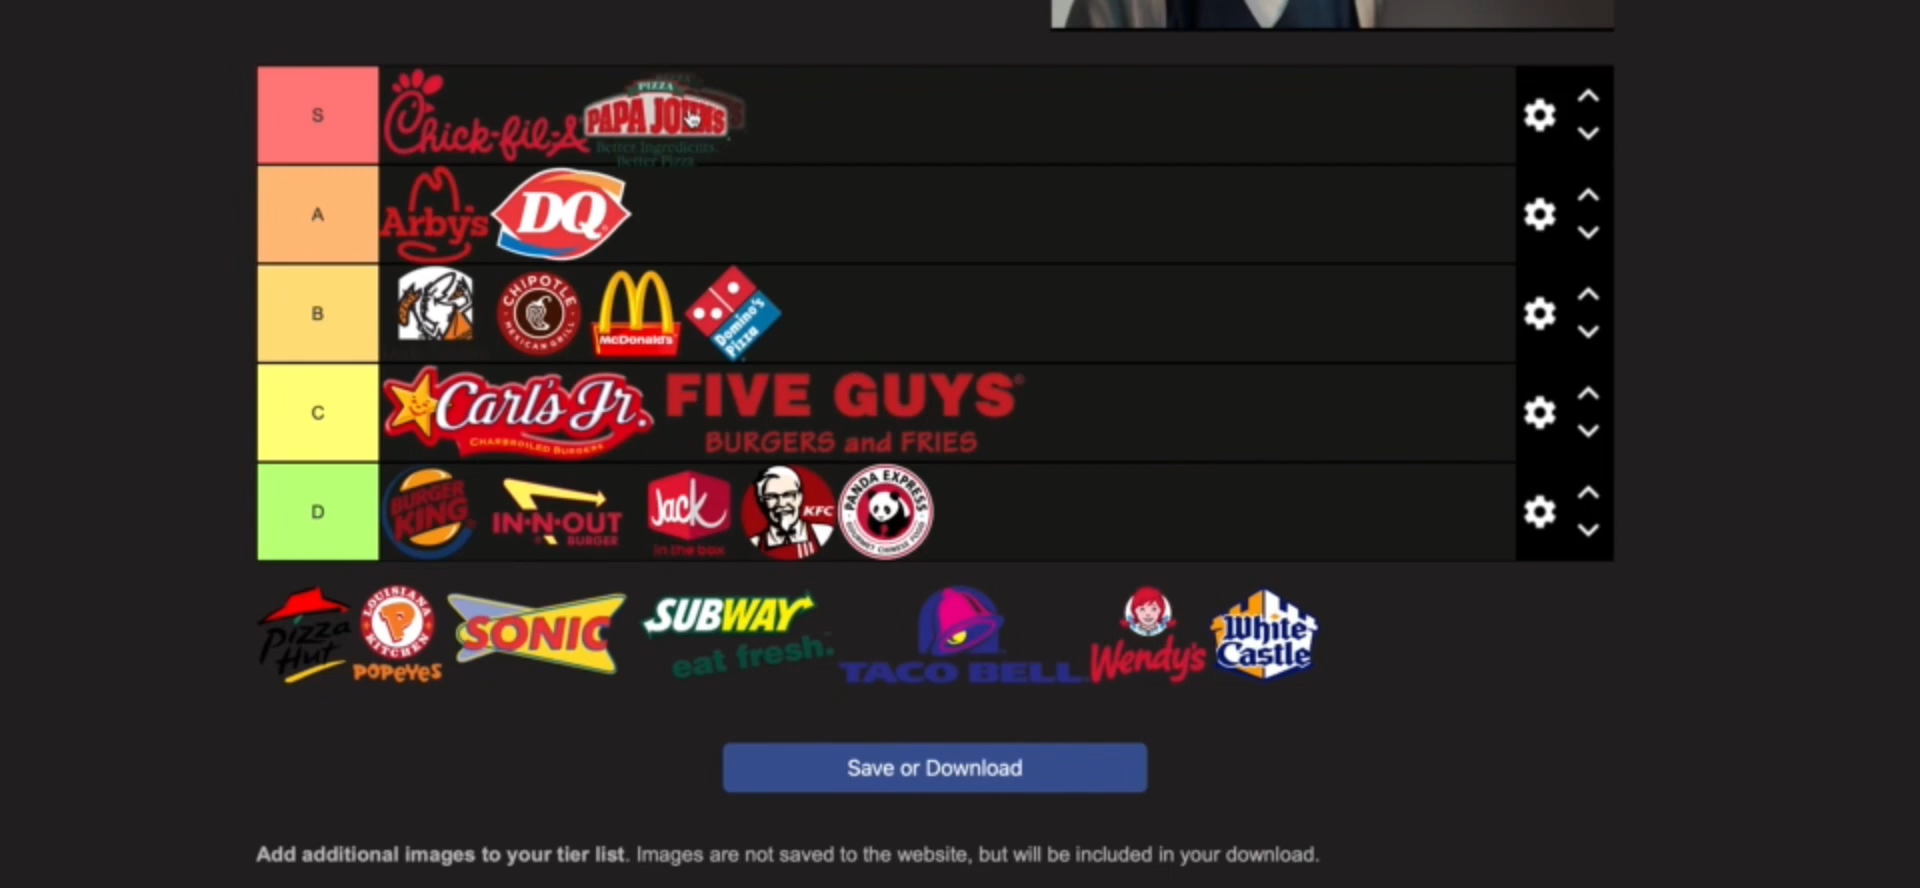 S
Chick-fil-A
PIZZA
PAPA JOHNS
Better Ingredients.
Better Pizza
A
Arby's
DQ
B
CHIPOTLE
MEXICAN GRILL
McDonald's
Domino's
Pizza
C
Carl's Jr.
CHARBROILED BURGERS
FIVE GUYS®
BURGERS and FRIES
D
BURGER
KING
IN-N-OUT
BURGER
Jack
in the box
KFC
PANDA EXPRESS
GOURMET CHINESE FOOD
Pizza
Hut
LOUISIANA
KITCHEN
POPEYES
SONIC
SUBWAY
eat fresh.
TACO BELL
Wendy's
White
Castle
Save or Download
Add additional images to your tier list. Images are not saved to the website, but will be included in your download.